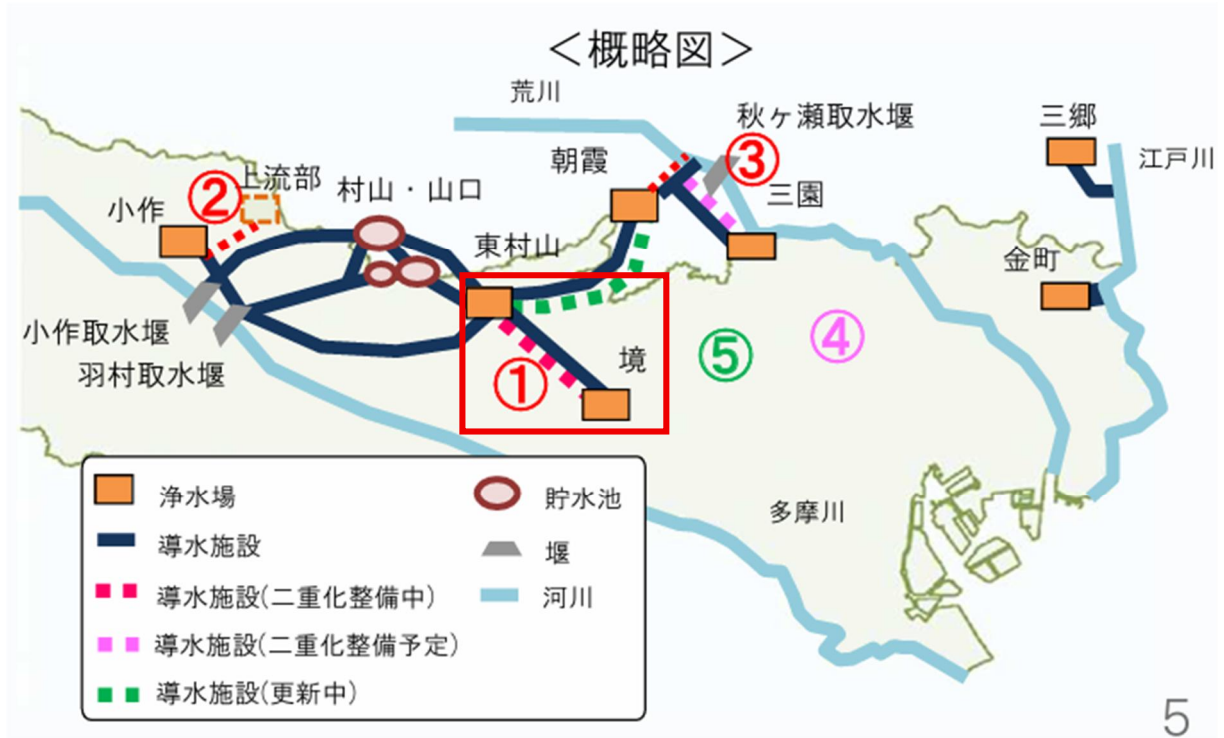 ＜概略図＞
荒川
秋ヶ瀬取水堰
三郷
朝霞
③
江戸川
上流部
村山・山口
②
三園
小作
東村山
金町
小作取水堰
④
境
⑤
羽村取水堰
①
浄水場
貯水池
多摩川
導水施設
堰
導水施設(二重化整備中)
河川
導水施設(二重化整備予定)
導水施設(更新中)
5